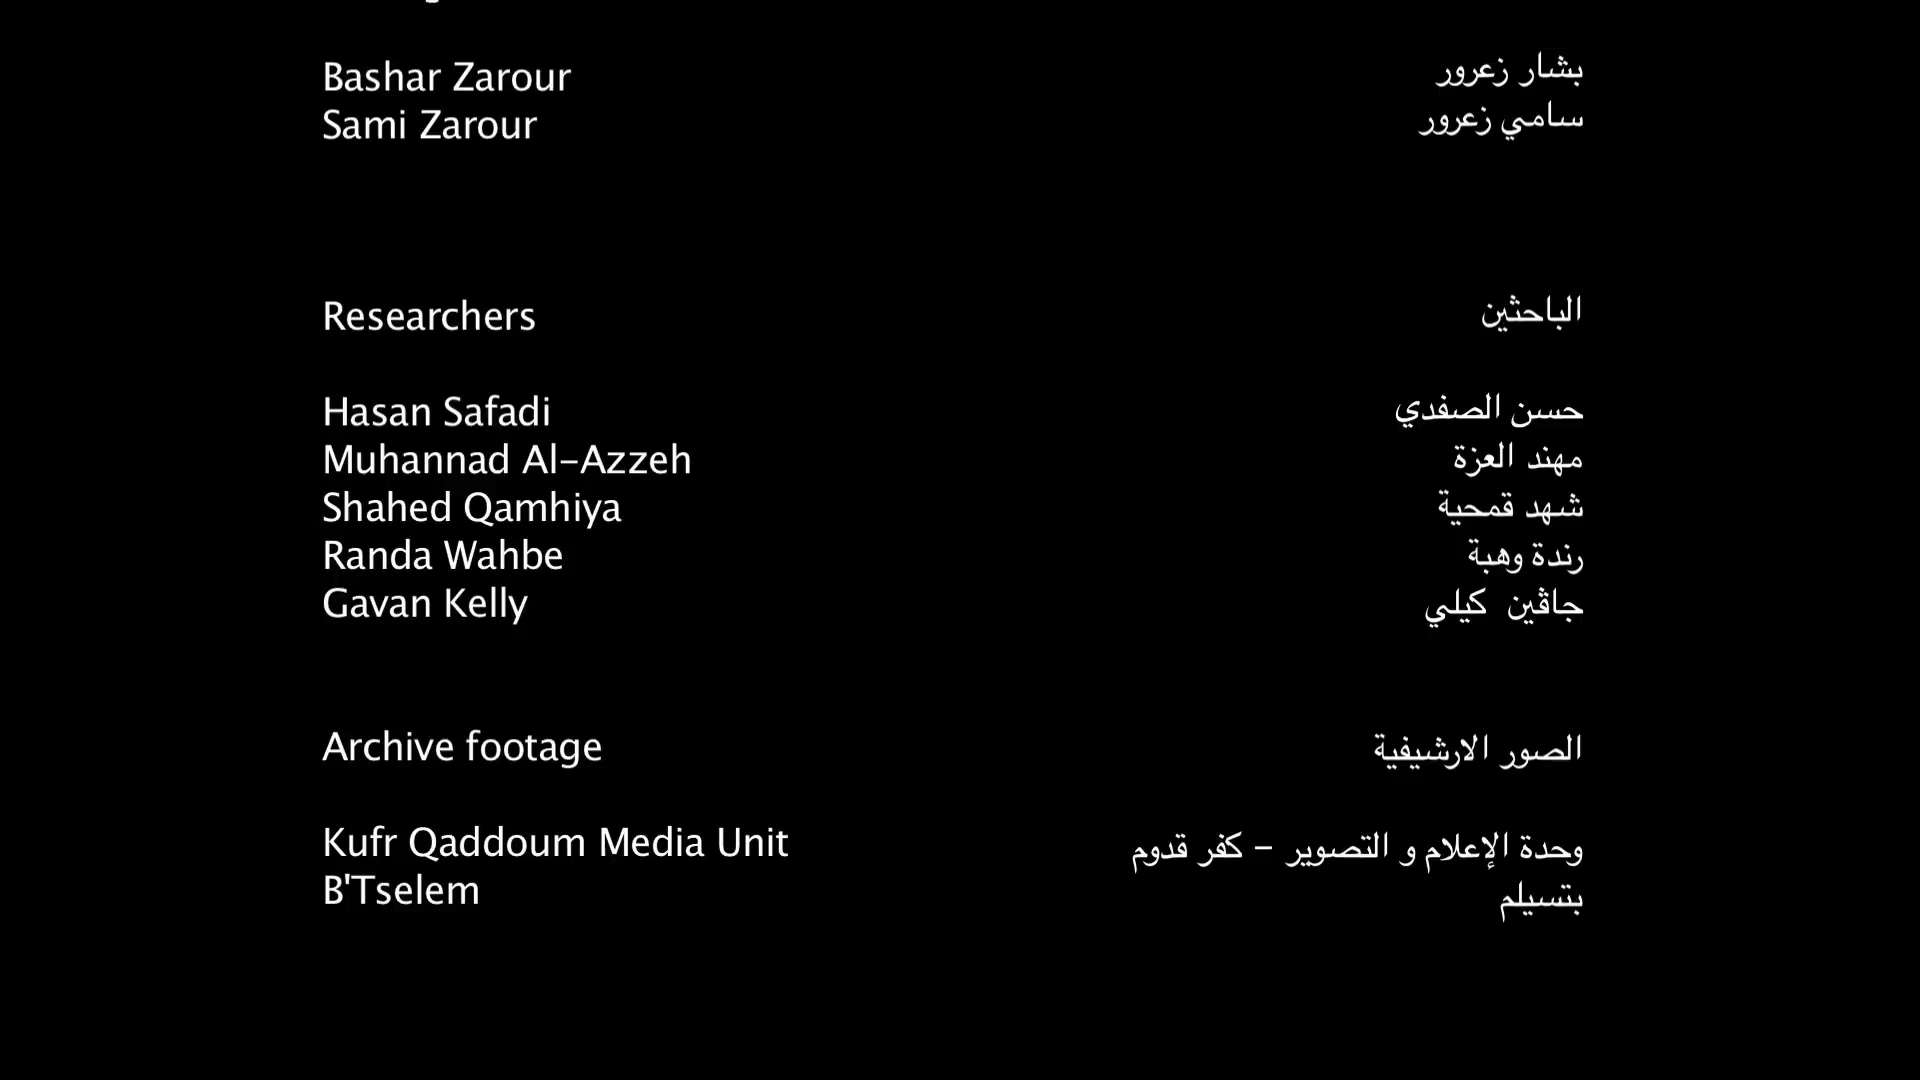 Bashar Zarour بشار زعرور
Sami Zarour سامي زعرور
Researchers الباحثين
Hasan Safadi حسن الصفدي
Muhannad Al-Azzeh مهند العزة
Shahed Qamhiya شهد قمحية
Randa Wahbe رندة وهبة
Gavan Kelly جاڤين كيلي
Archive footage الصور الارشيفية
Kufr Qaddoum Media Unit وحدة الإعلام و التصوير - كفر قدوم
B'Tselem بتسيلم